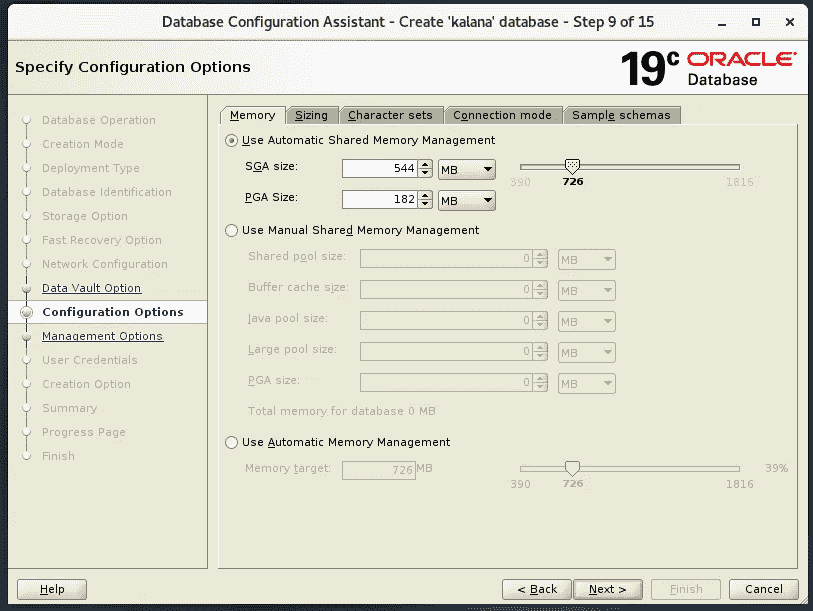 Database Configuration Assistant - Create 'kalana' database - Step 9 of 15
Specify Configuration Options
19c ORACLE Database
Database Operation
Creation Mode
Deployment Type
Database Identification
Storage Option
Fast Recovery Option
Network Configuration
Data Vault Option
Configuration Options
Management Options
User Credentials
Creation Option
Summary
Progress Page
Finish
Memory Sizing Character sets Connection mode Sample schemas
Use Automatic Shared Memory Management
SGA size: 544 MB
390 726 1816
PGA Size: 182 MB
Use Manual Shared Memory Management
Shared pool size: 0 MB
Buffer cache size: 0 MB
Java pool size: 0 MB
Large pool size: 0 MB
PGA size: 0 MB
Total memory for database 0 MB
Use Automatic Memory Management
Memory target: 726 MB 39%
390 726 1816
Help < Back Next > Finish Cancel